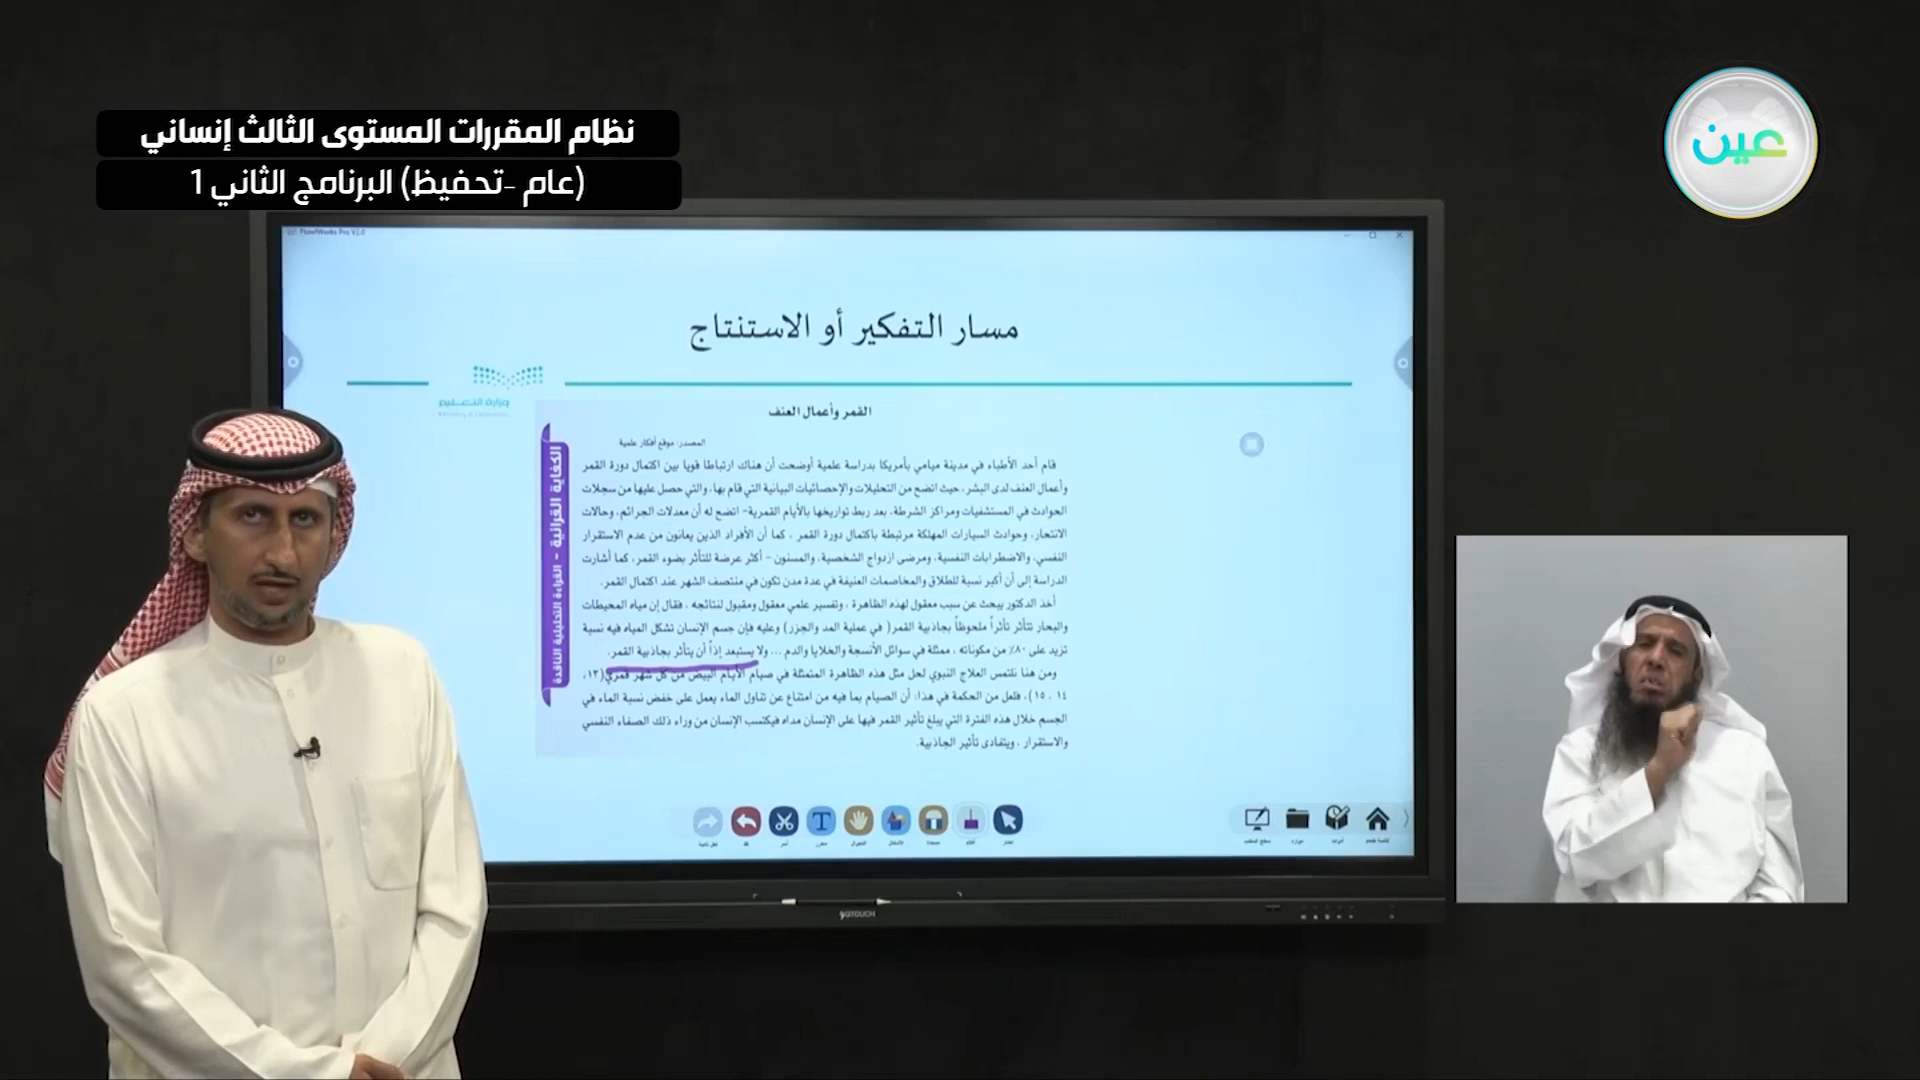 نظام المقررات المستوى الثالث إنساني
(عام -تحفيظ) البرنامج الثاني 1
عين
FlowWorks Pro V2.0
مسار التفكير أو الاستنتاج
وزارة التعليم
القمر وأعمال العنف
المصدر: موقع أفكار علمية
الكفاية القرائية - القراءة التحليلية الناقدة
قام أحد الأطباء في مدينة ميامي بأمريكا بدراسة علمية أوضحت أن هناك ارتباطا قويا بين اكتمال دورة القمر
وأعمال العنف لدى البشر، حيث اتضح من التحليلات والإحصائيات البيانية التي قام بها، والتي حصل عليها من سجلات
الحوادث في المستشفيات ومراكز الشرطة، بعد ربط تواريخها بالأيام القمرية- اتضح له أن معدلات الجرائم، وحالات
الانتحار، وحوادث السيارات المهلكة مرتبطة باكتمال دورة القمر ، كما أن الأفراد الذين يعانون من عدم الاستقرار
النفسي، والاضطرابات النفسية، ومرضى ازدواج الشخصية، والمسنون - أكثر عرضة للتأثر بضوء القمر، كما أشارت
الدراسة إلى أن أكبر نسبة للطلاق والمخاصمات العنيفة في عدة مدن تكون في منتصف الشهر عند اكتمال القمر.
أخذ الدكتور يبحث عن سبب معقول لهذه الظاهرة ، وتفسير علمي معقول ومقبول لنتائجه ، فقال إن مياه المحيطات
والبحار تتأثر تأثراً ملحوظاً بجاذبية القمر( في عملية المد والجزر) وعليه فإن جسم الإنسان تشكل المياه فيه نسبة
تزيد على ٨٠٪ من مكوناته ، ممثلة في سوائل الأنسجة والخلايا والدم ... ولا يستبعد إذاً أن يتأثر بجاذبية القمر.
ومن هنا نلتمس العلاج النبوي لحل مثل هذه الظاهرة المتمثلة في صيام الأيام البيض من كل شهر قمري(١٣،
١٤ ، ١٥)، فلعل من الحكمة في هذا: أن الصيام بما فيه من امتناع عن تناول الماء يعمل على خفض نسبة الماء في
الجسم خلال هذه الفترة التي يبلغ تأثير القمر فيها على الإنسان مداه فيكتسب الإنسان من وراء ذلك الصفاء النفسي
والاستقرار ، ويتفادى تأثير الجاذبية.